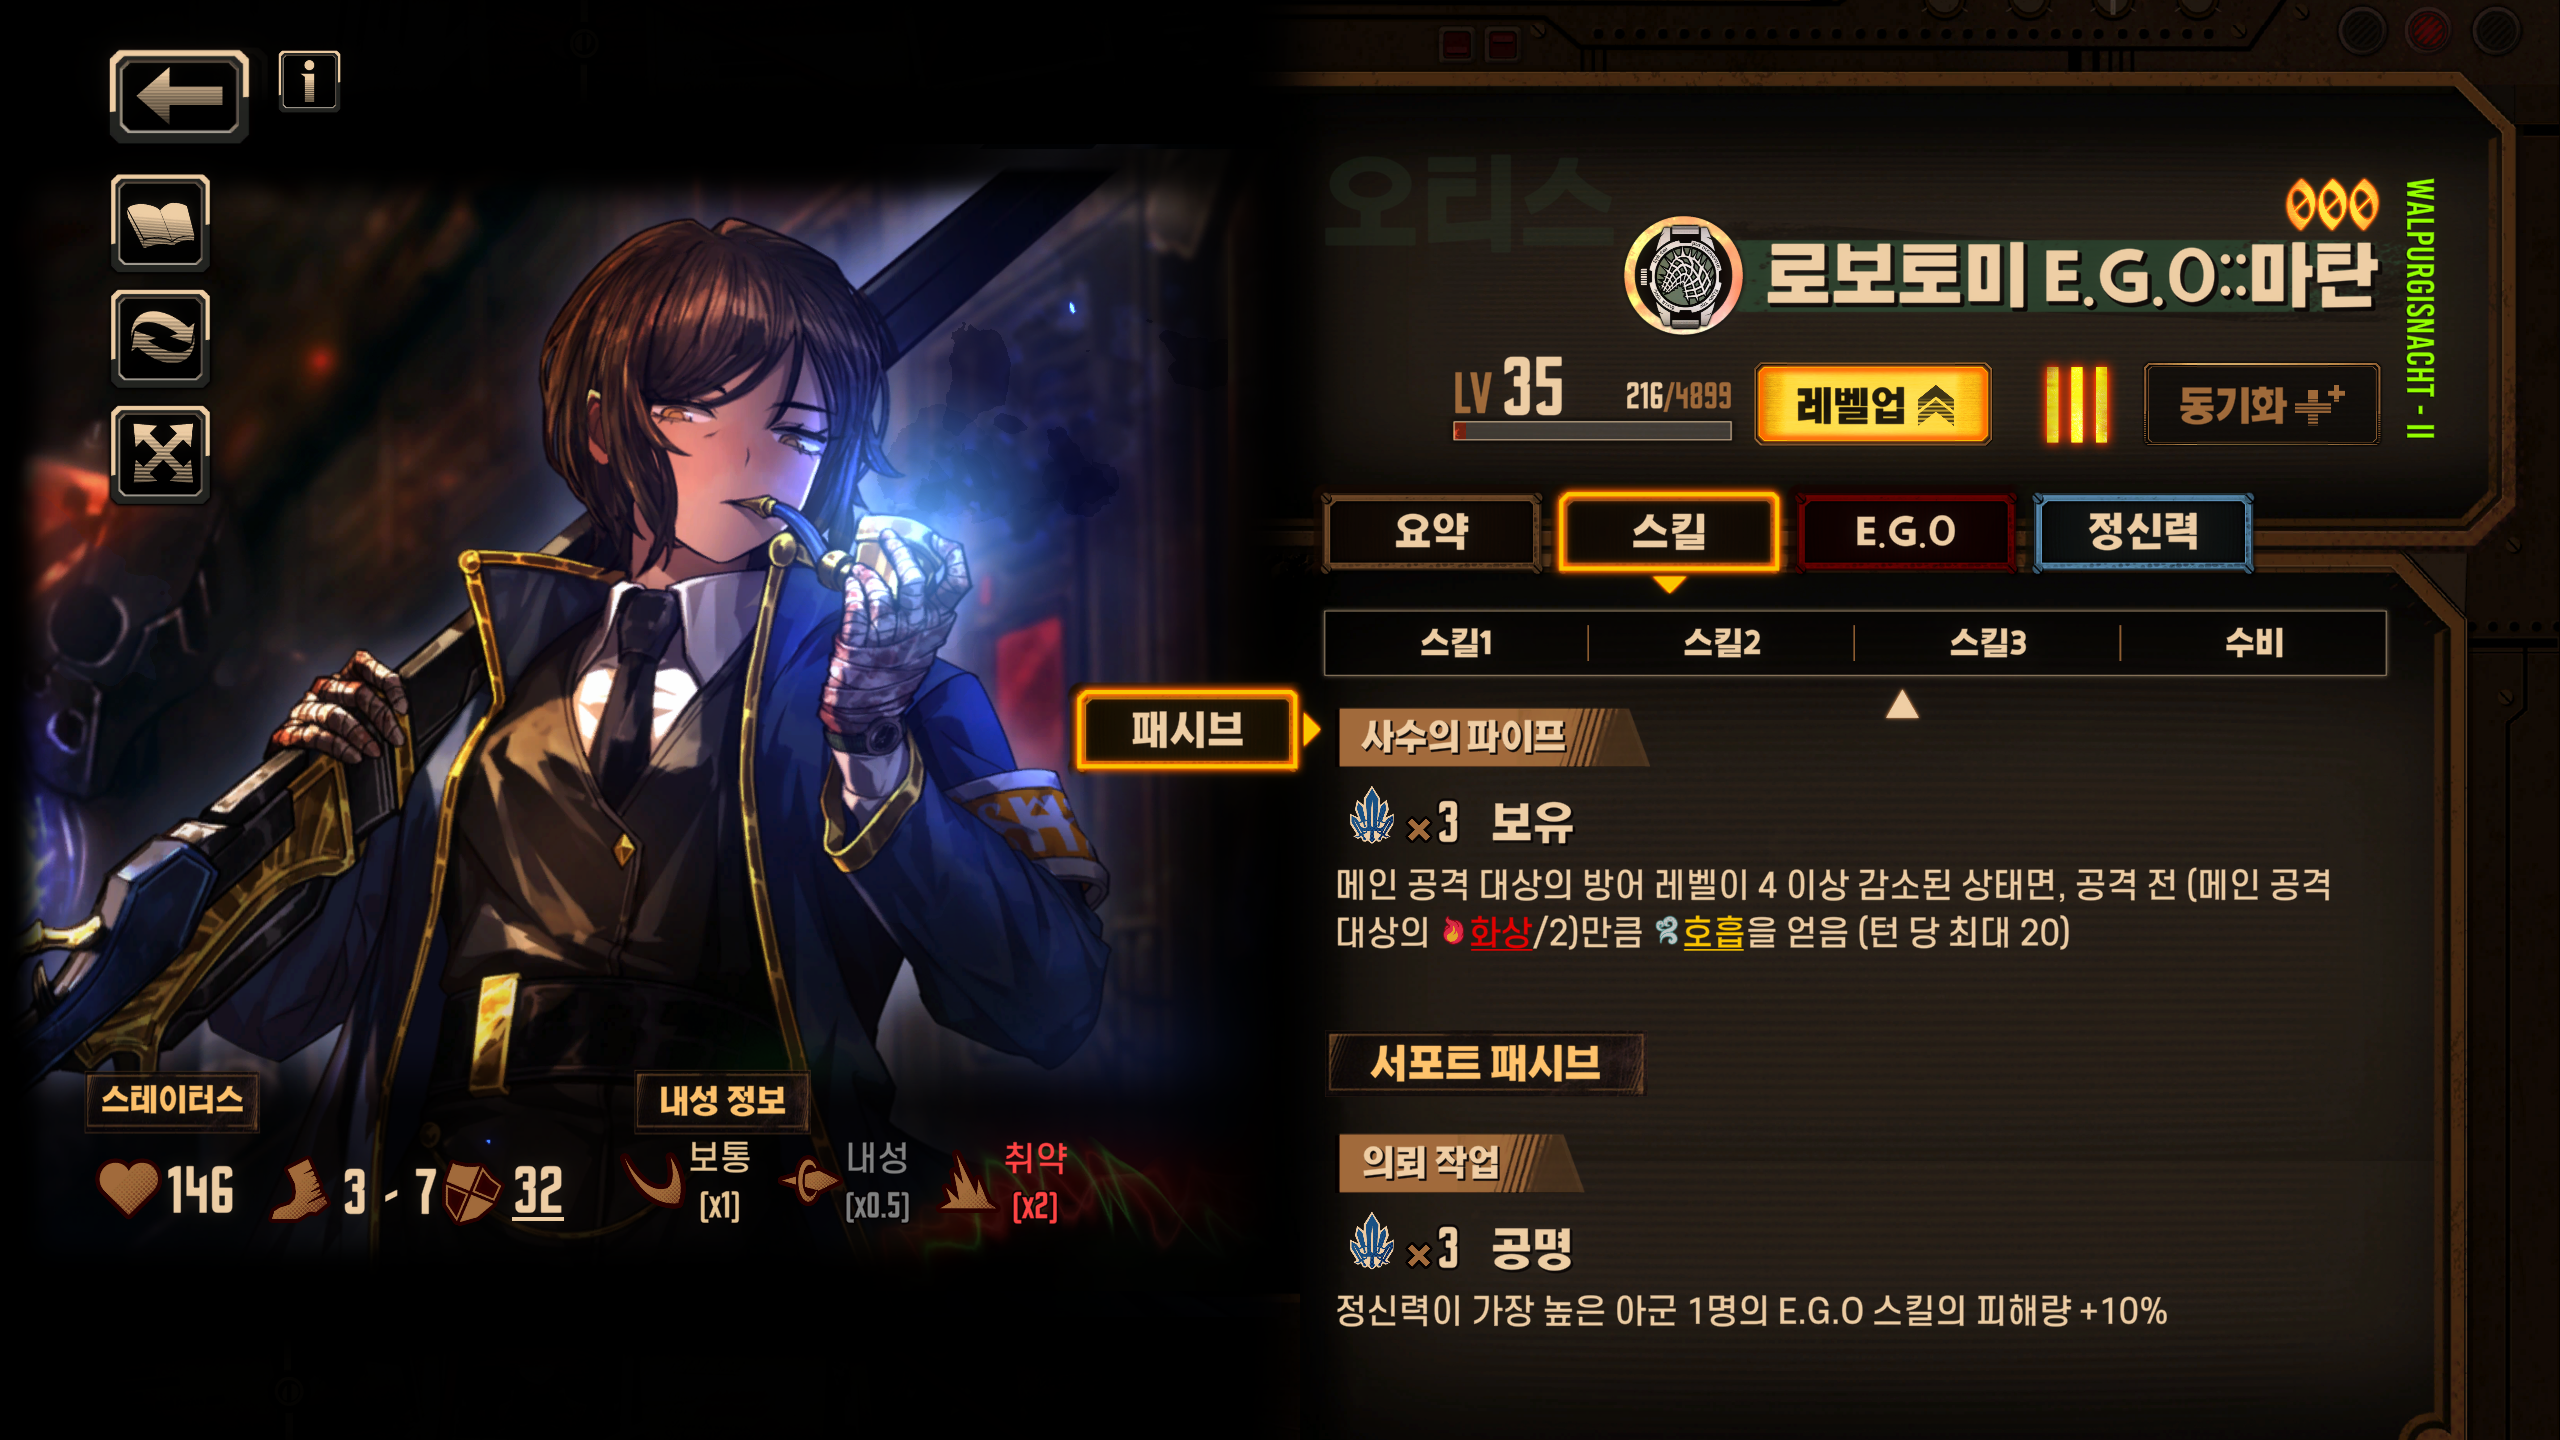 오티스
로보토미 E.G.O::마탄
WALPURGISNACHT - II
LV 35
216/4899
레벨업
동기화
요약
스킬
E.G.O
정신력
스킬1
스킬2
스킬3
수비
패시브
사수의 파이프
×3 보유
메인 공격 대상의 방어 레벨이 4 이상 감소된 상태면, 공격 전 (메인 공격
대상의 화상/2)만큼 호흡을 얻음 (턴 당 최대 20)
서포트 패시브
의뢰 작업
×3 공명
정신력이 가장 높은 아군 1명의 E.G.O 스킬의 피해량 +10%
스테이터스
146
3 - 7
32
내성 정보
보통
[x1]
내성
[x0.5]
취약
[x2]